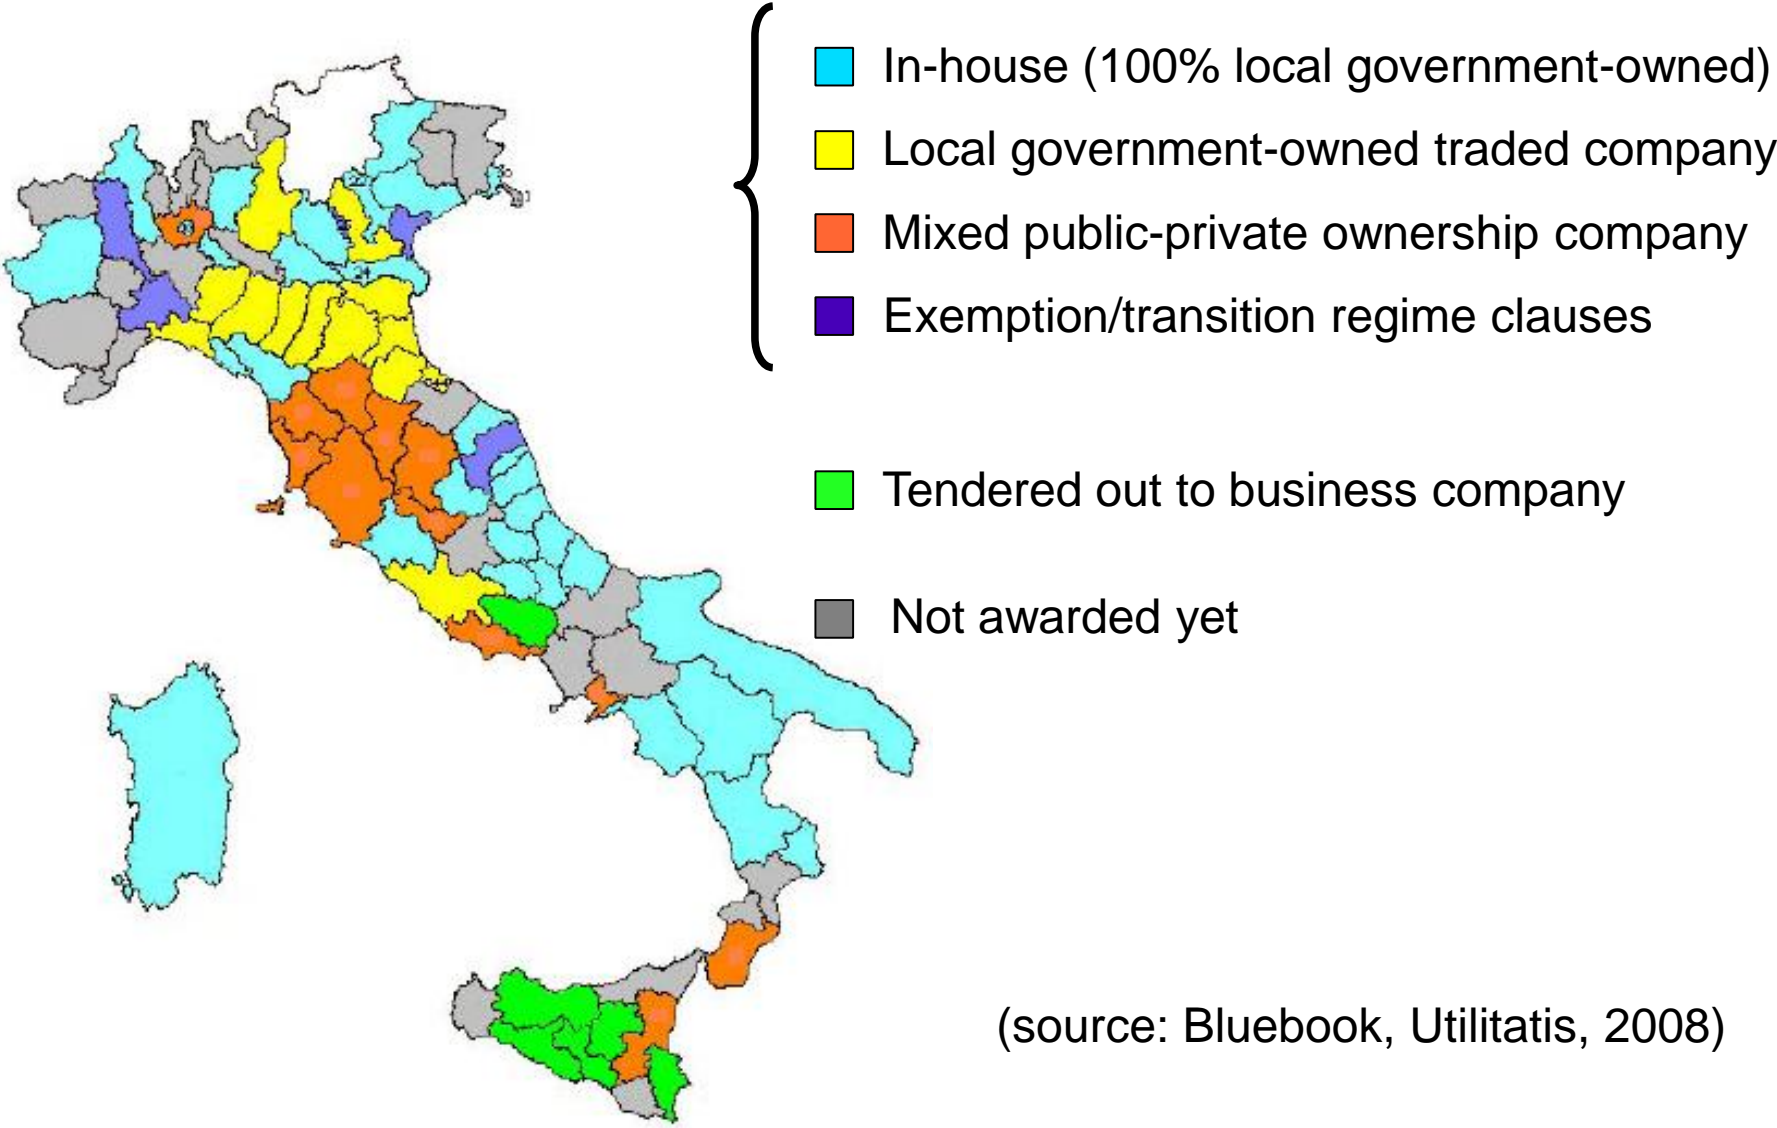 In-house (100% local government-owned)
Local government-owned traded company
Mixed public-private ownership company
Exemption/transition regime clauses
Tendered out to business company
Not awarded yet
(source: Bluebook, Utilitatis, 2008)